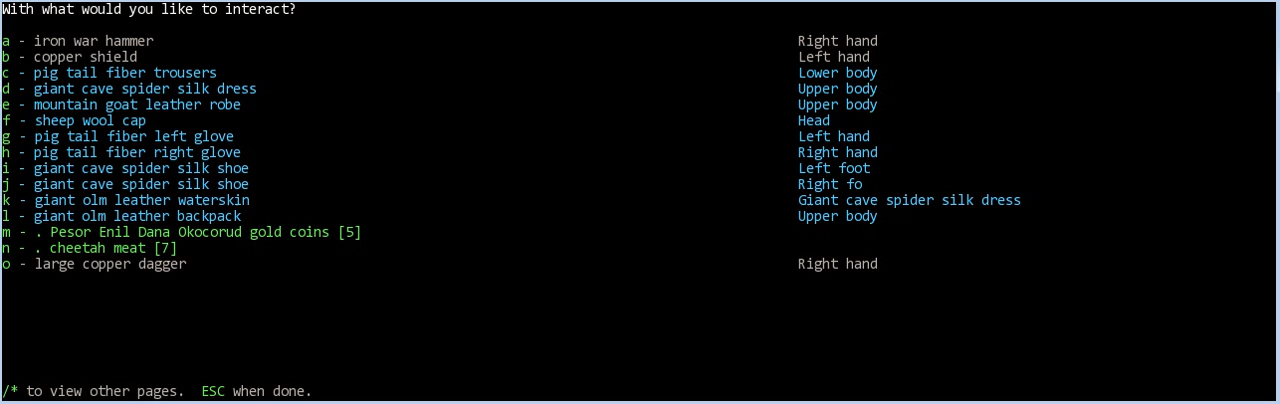 With what would you like to interact?
a - iron war hammer Right hand
b - copper shield Left hand
c - pig tail fiber trousers Lower body
d - giant cave spider silk dress Upper body
e - mountain goat leather robe Upper body
f - sheep wool cap Head
g - pig tail fiber left glove Left hand
h - pig tail fiber right glove Right hand
i - giant cave spider silk shoe Left foot
j - giant cave spider silk shoe Right fo
k - giant olm leather waterskin Giant cave spider silk dress
l - giant olm leather backpack Upper body
m - . Pesor Enil Dana Okocorud gold coins [5]
n - . cheetah meat [7]
o - large copper dagger Right hand
/* to view other pages. ESC when done.